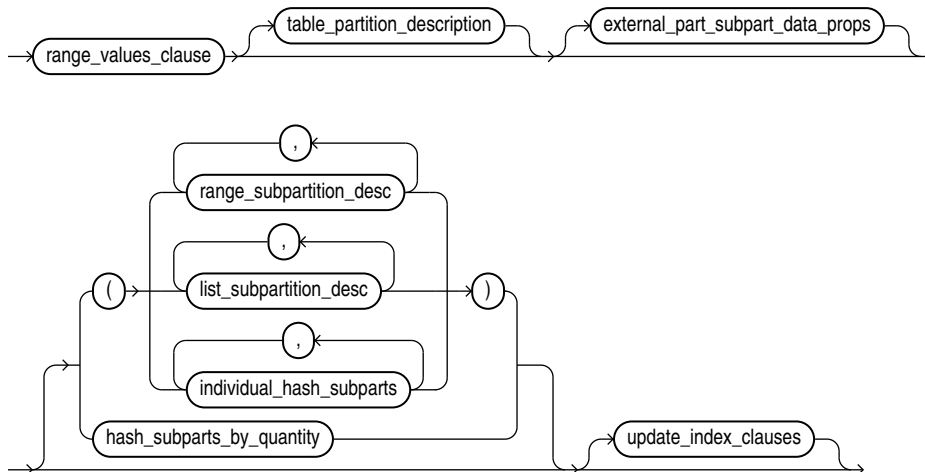 table_partition_description external_part_subpart_data_props
range_values_clause
,
range_subpartition_desc
,
( list_subpartition_desc )
,
individual_hash_subparts
hash_subparts_by_quantity update_index_clauses